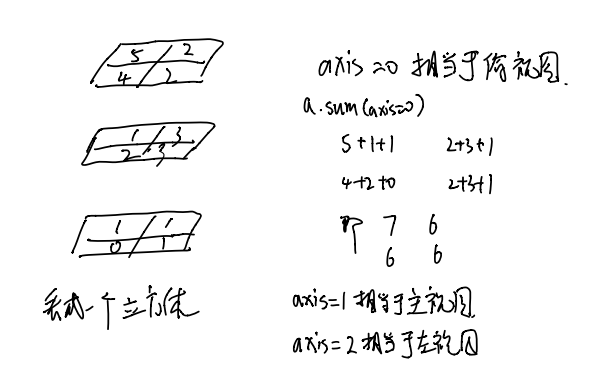 5 2
4 2
1 3
2 3
1 1
0 1
看成一个立方体
axis=0 相当于俯视图.
a.sum(axis=0)
5+1+1 2+3+1
4+2+0 2+3+1
即 7 6
6 6
axis=1 相当于主视图
axis=2 相当于左视图